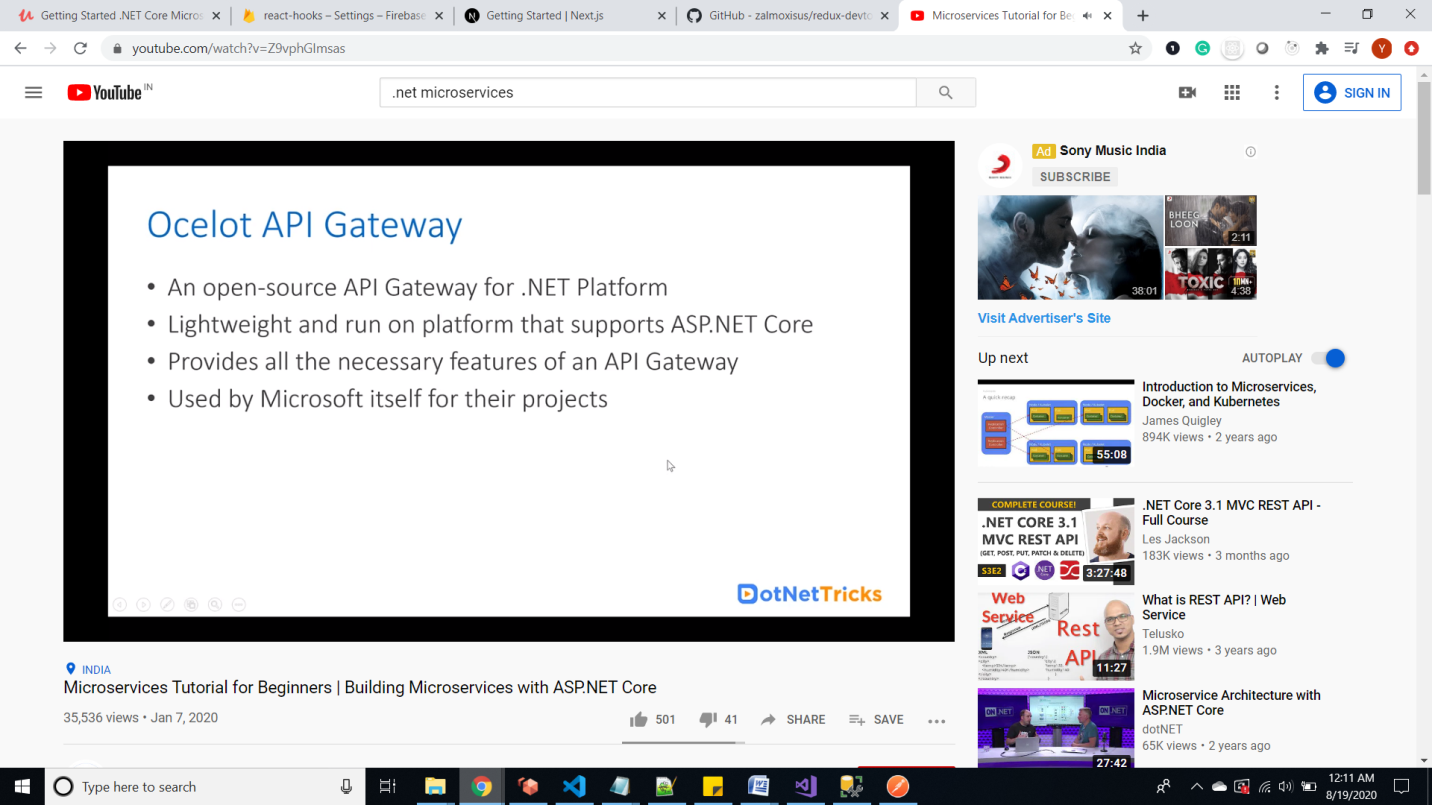 Getting Started .NET Core Micros
react-hooks – Settings – Firebase
Getting Started | Next.js
GitHub - zalmoxisus/redux-devto
Microservices Tutorial for Be
youtube.com/watch?v=Z9vphGImsas
YouTube IN
.net microservices
SIGN IN
Ocelot API Gateway
• An open-source API Gateway for .NET Platform
• Lightweight and run on platform that supports ASP.NET Core
• Provides all the necessary features of an API Gateway
• Used by Microsoft itself for their projects
DotNetTricks
INDIA
Microservices Tutorial for Beginners | Building Microservices with ASP.NET Core
35,536 views • Jan 7, 2020
501
41
SHARE
SAVE
Ad Sony Music India
SUBSCRIBE
38:01
BHEEG
LOON
2:11
TOXIC
4:38
Visit Advertiser's Site
Up next
AUTOPLAY
A quick recap
55:08
Introduction to Microservices,
Docker, and Kubernetes
James Quigley
894K views • 2 years ago
COMPLETE COURSE!
.NET CORE 3.1
MVC REST API
(GET, POST, PUT, PATCH & DELETE)
S3E2
3:27:48
.NET Core 3.1 MVC REST API -
Full Course
Les Jackson
183K views • 3 months ago
Web
Service
Rest
API
11:27
What is REST API? | Web
Service
Telusko
1.9M views • 3 years ago
27:42
Microservice Architecture with
ASP.NET Core
dotNET
65K views • 2 years ago
Type here to search
12:11 AM
8/19/2020